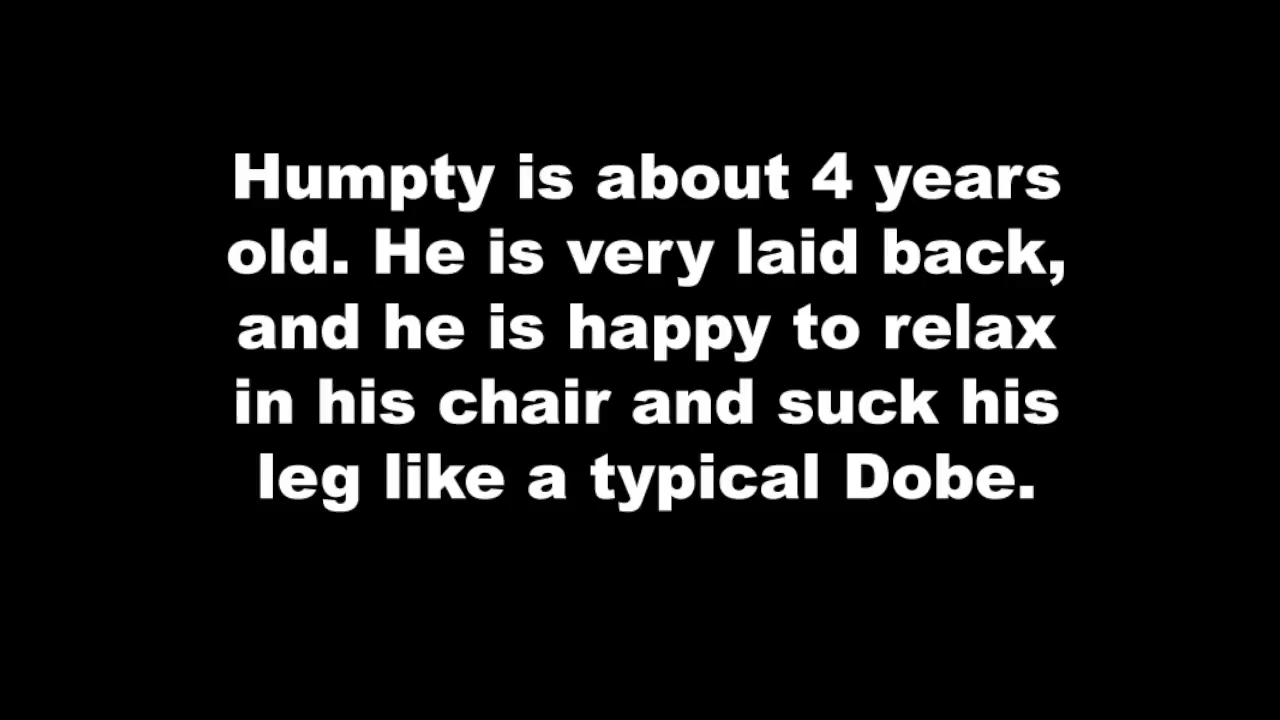 Humpty is about 4 years
old. He is very laid back,
and he is happy to relax
in his chair and suck his
leg like a typical Dobe.